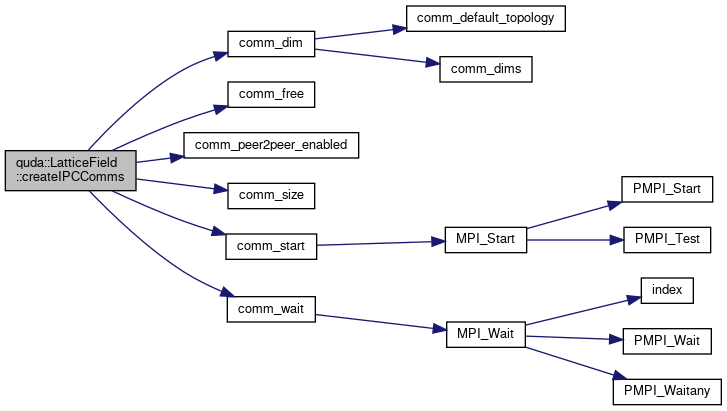 quda::LatticeField
::createIPCComms
comm_dim
comm_default_topology
comm_dims
comm_free
comm_peer2peer_enabled
comm_size
comm_start
MPI_Start
PMPI_Start
PMPI_Test
comm_wait
MPI_Wait
index
PMPI_Wait
PMPI_Waitany